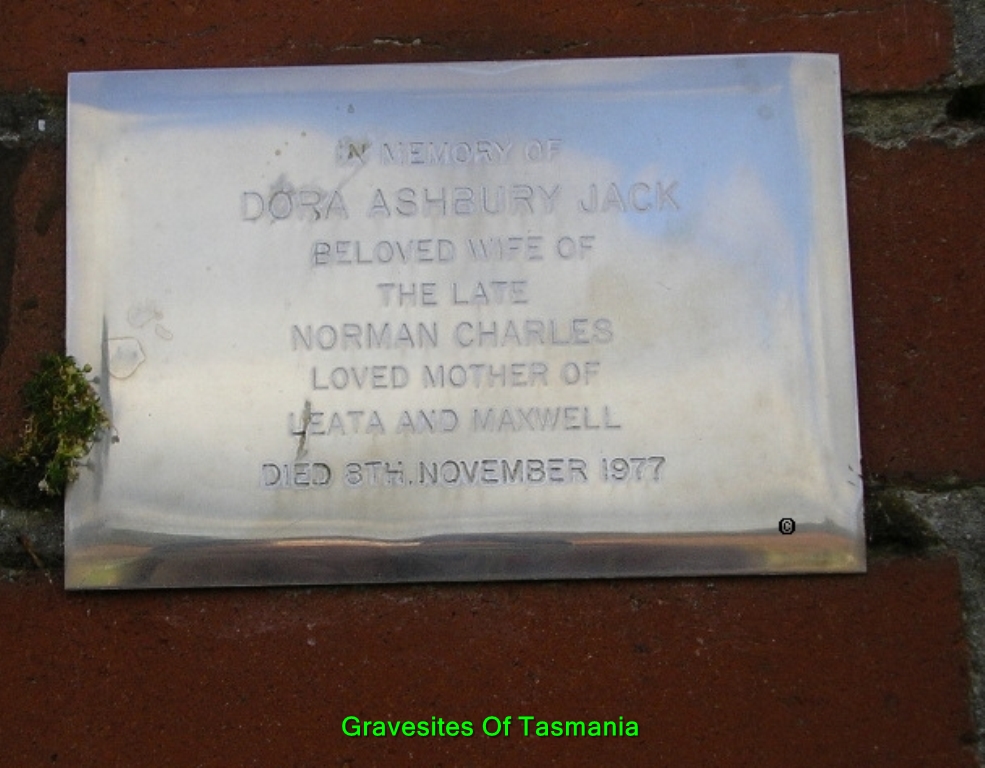 IN MEMORY OF
DORA ASHBURY JACK
BELOVED WIFE OF
THE LATE
NORMAN CHARLES
LOVED MOTHER OF
LEATA AND MAXWELL
DIED 8TH. NOVEMBER 1977
©
Gravesites Of Tasmania